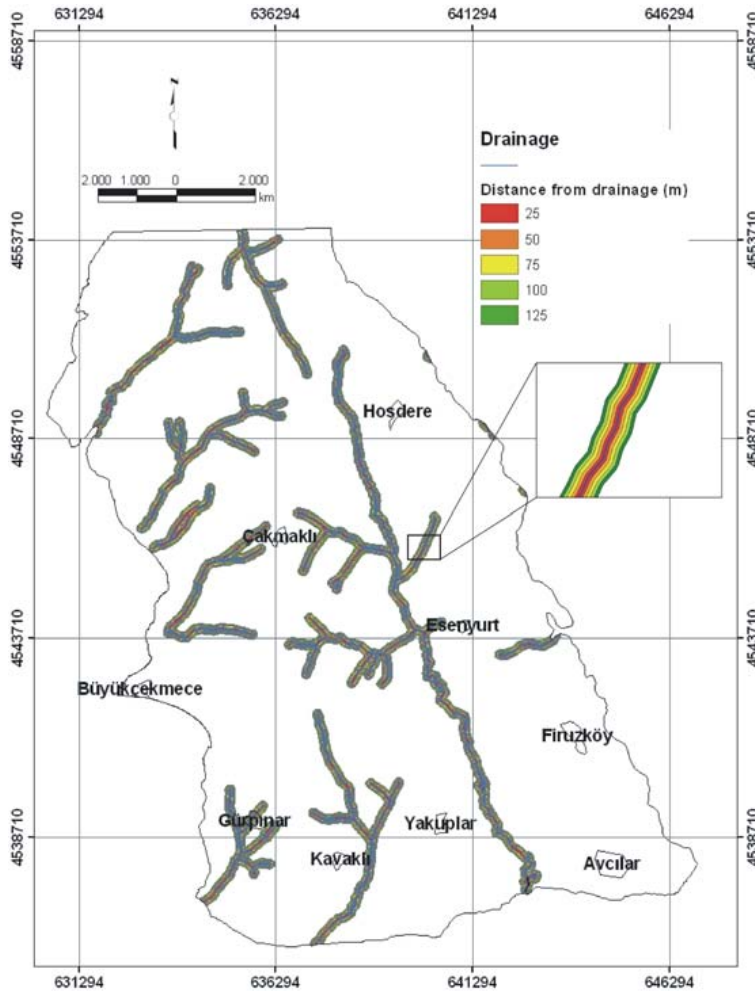 631294 636294 641294 646294
4558710 4558710
Drainage
2.000 1.000 0 2.000
km
Distance from drainage (m)
25
50
75
100
125
4553710 4553710
Hoşdere
4548710 4548710
Çakmaklı
Esenyurt
4543710 4543710
Büyükçekmece
Firuzköy
Gürpınar
Yakuplar
4538710 4538710
Kavaklı
Avcılar
631294 636294 641294 646294